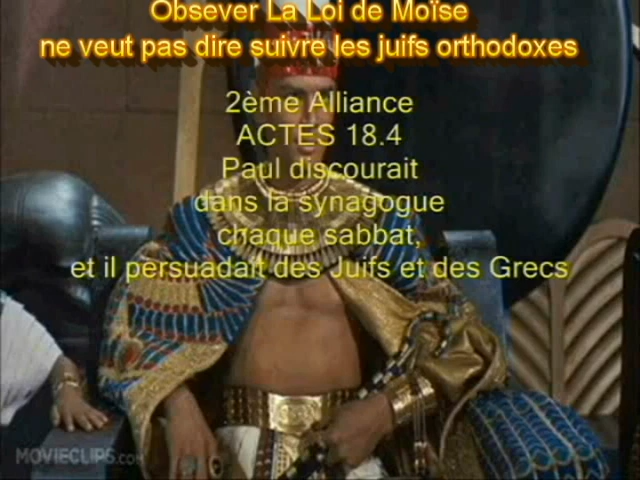 Obsever La Loi de Moïse
ne veut pas dire suivre les juifs orthodoxes
2ème Alliance
ACTES 18.4
Paul discourait
dans la synagogue
chaque sabbat,
et il persuadait des Juifs et des Grecs
MOVIECLIPS.com